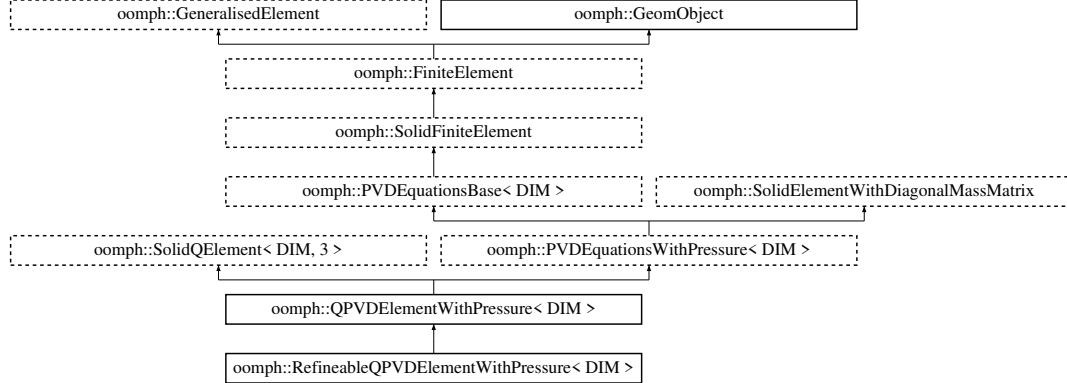 oomph::GeneralisedElement
oomph::GeomObject
oomph::FiniteElement
oomph::SolidFiniteElement
oomph::PVDEquationsBase< DIM >
oomph::SolidElementWithDiagonalMassMatrix
oomph::SolidQElement< DIM, 3 >
oomph::PVDEquationsWithPressure< DIM >
oomph::QPVDElementWithPressure< DIM >
oomph::RefineableQPVDElementWithPressure< DIM >